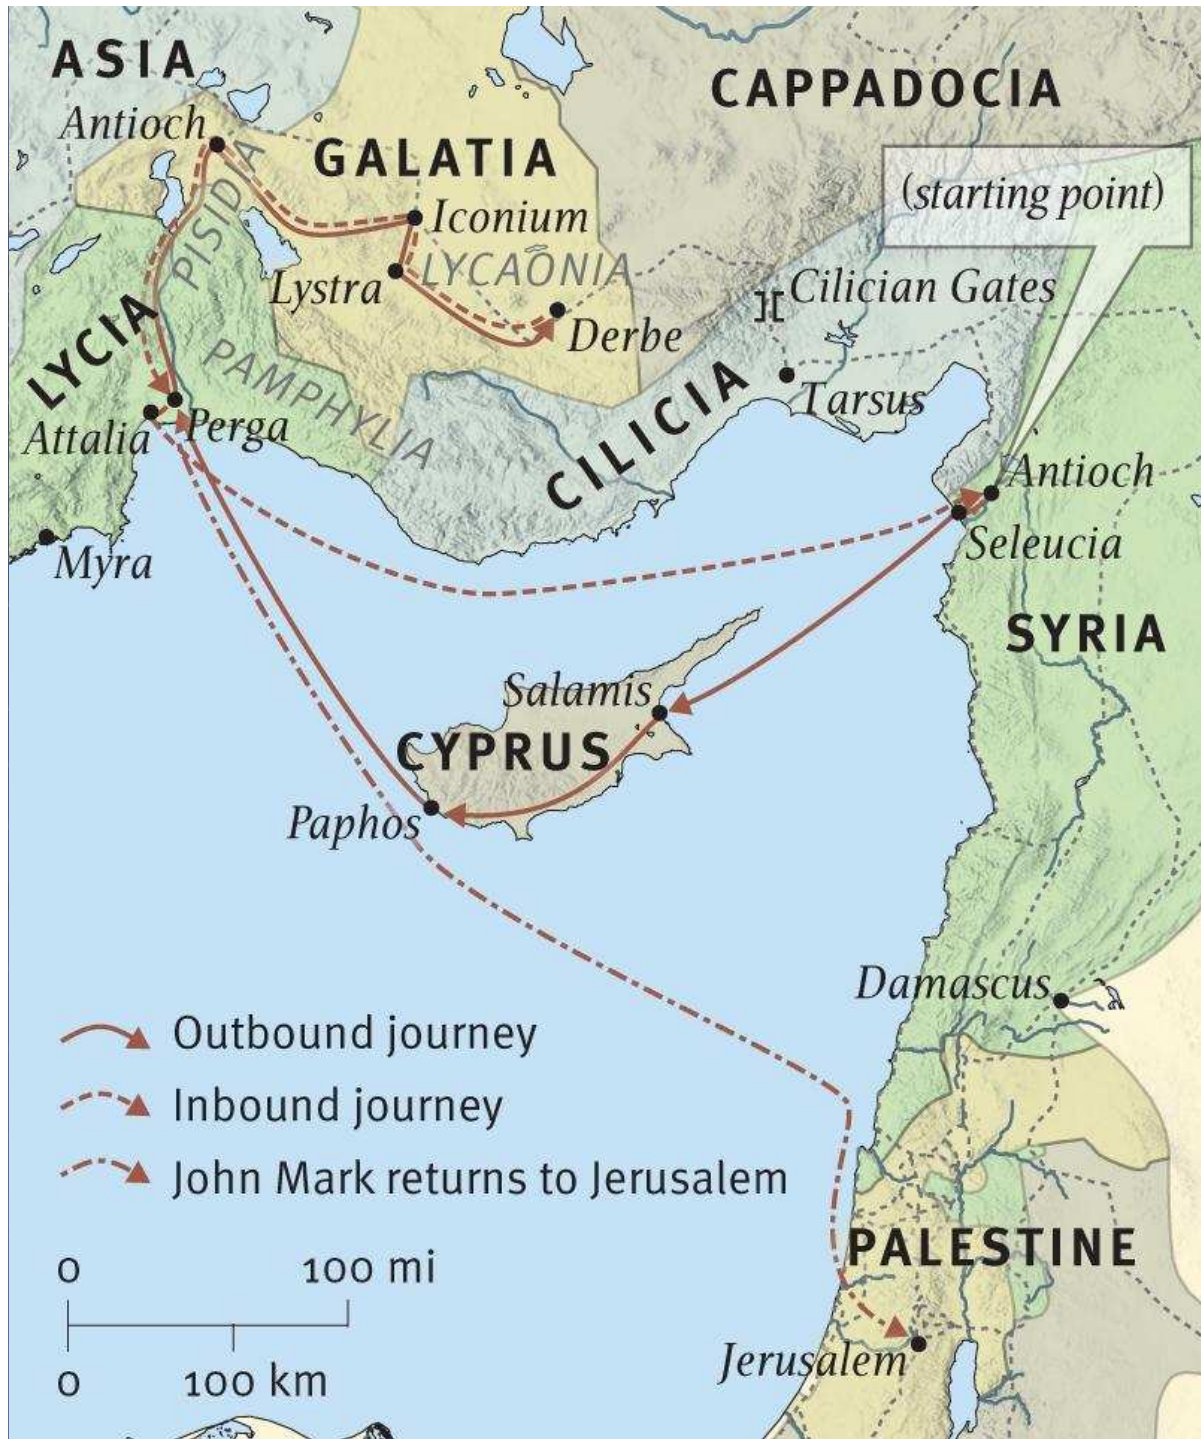 ASIA
CAPPADOCIA
Antioch
GALATIA
(starting point)
PISIDIA
Iconium
LYCAONIA
Lystra
Cilician Gates
Derbe
LYCIA
PAMPHYLIA
CILICIA
Tarsus
Attalia
Perga
Antioch
Seleucia
Myra
SYRIA
Salamis
CYPRUS
Paphos
Damascus
Outbound journey
Inbound journey
John Mark returns to Jerusalem
PALESTINE
0 100 mi
0 100 km
Jerusalem